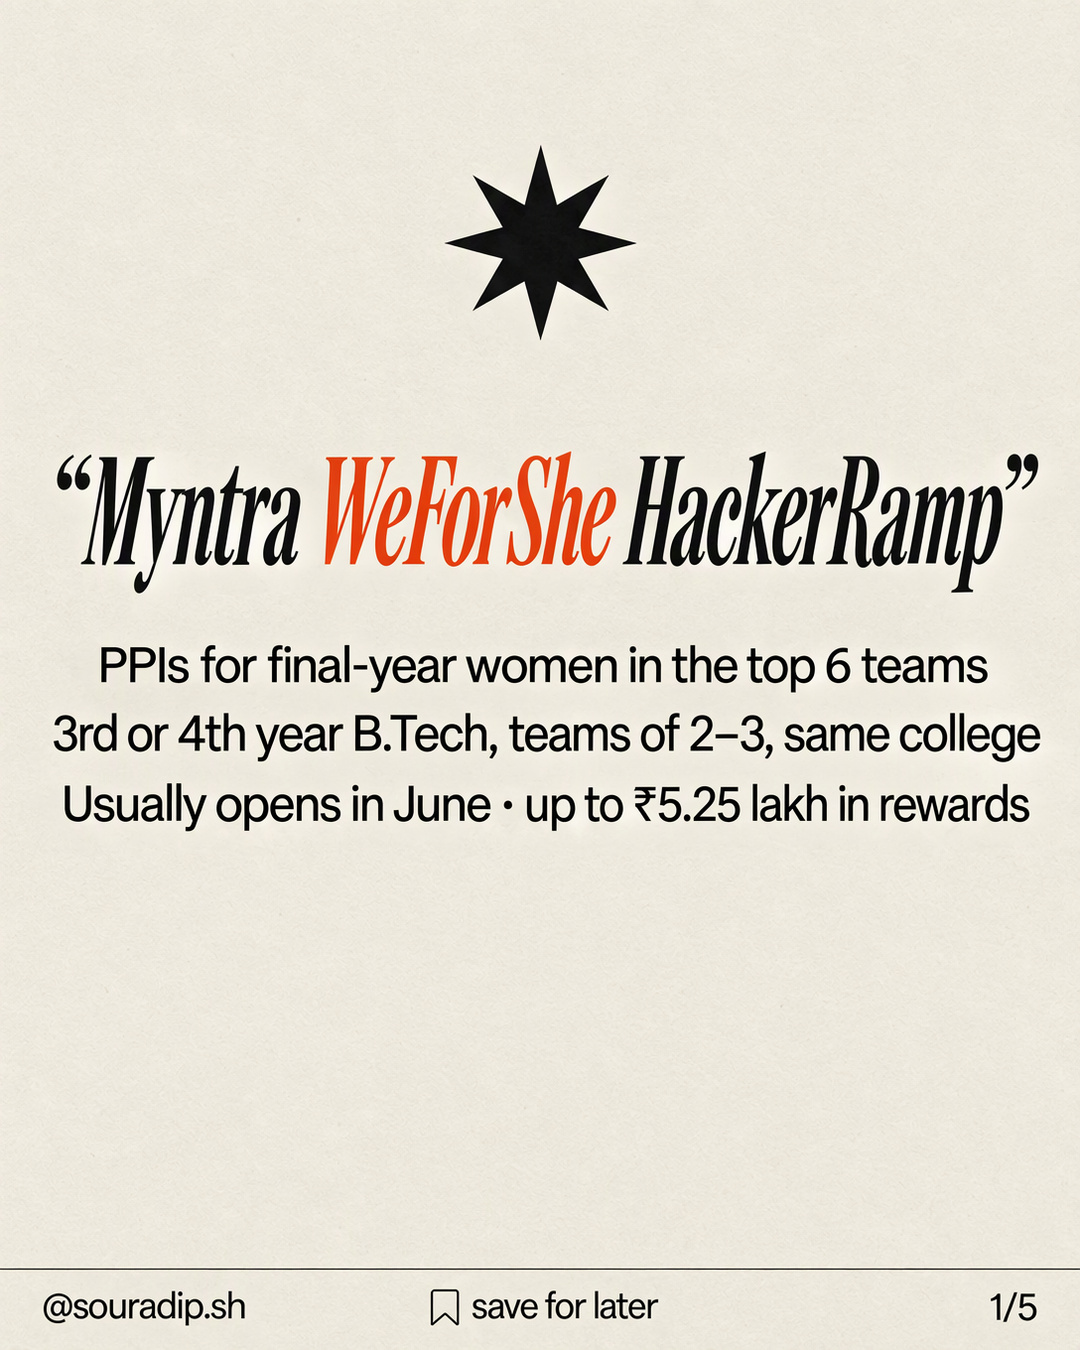 “Myntra WeForShe HackerRamp”
PPIs for final-year women in the top 6 teams
3rd or 4th year B.Tech, teams of 2–3, same college
Usually opens in June • up to ₹5.25 lakh in rewards
@souradip.sh
save for later
1/5